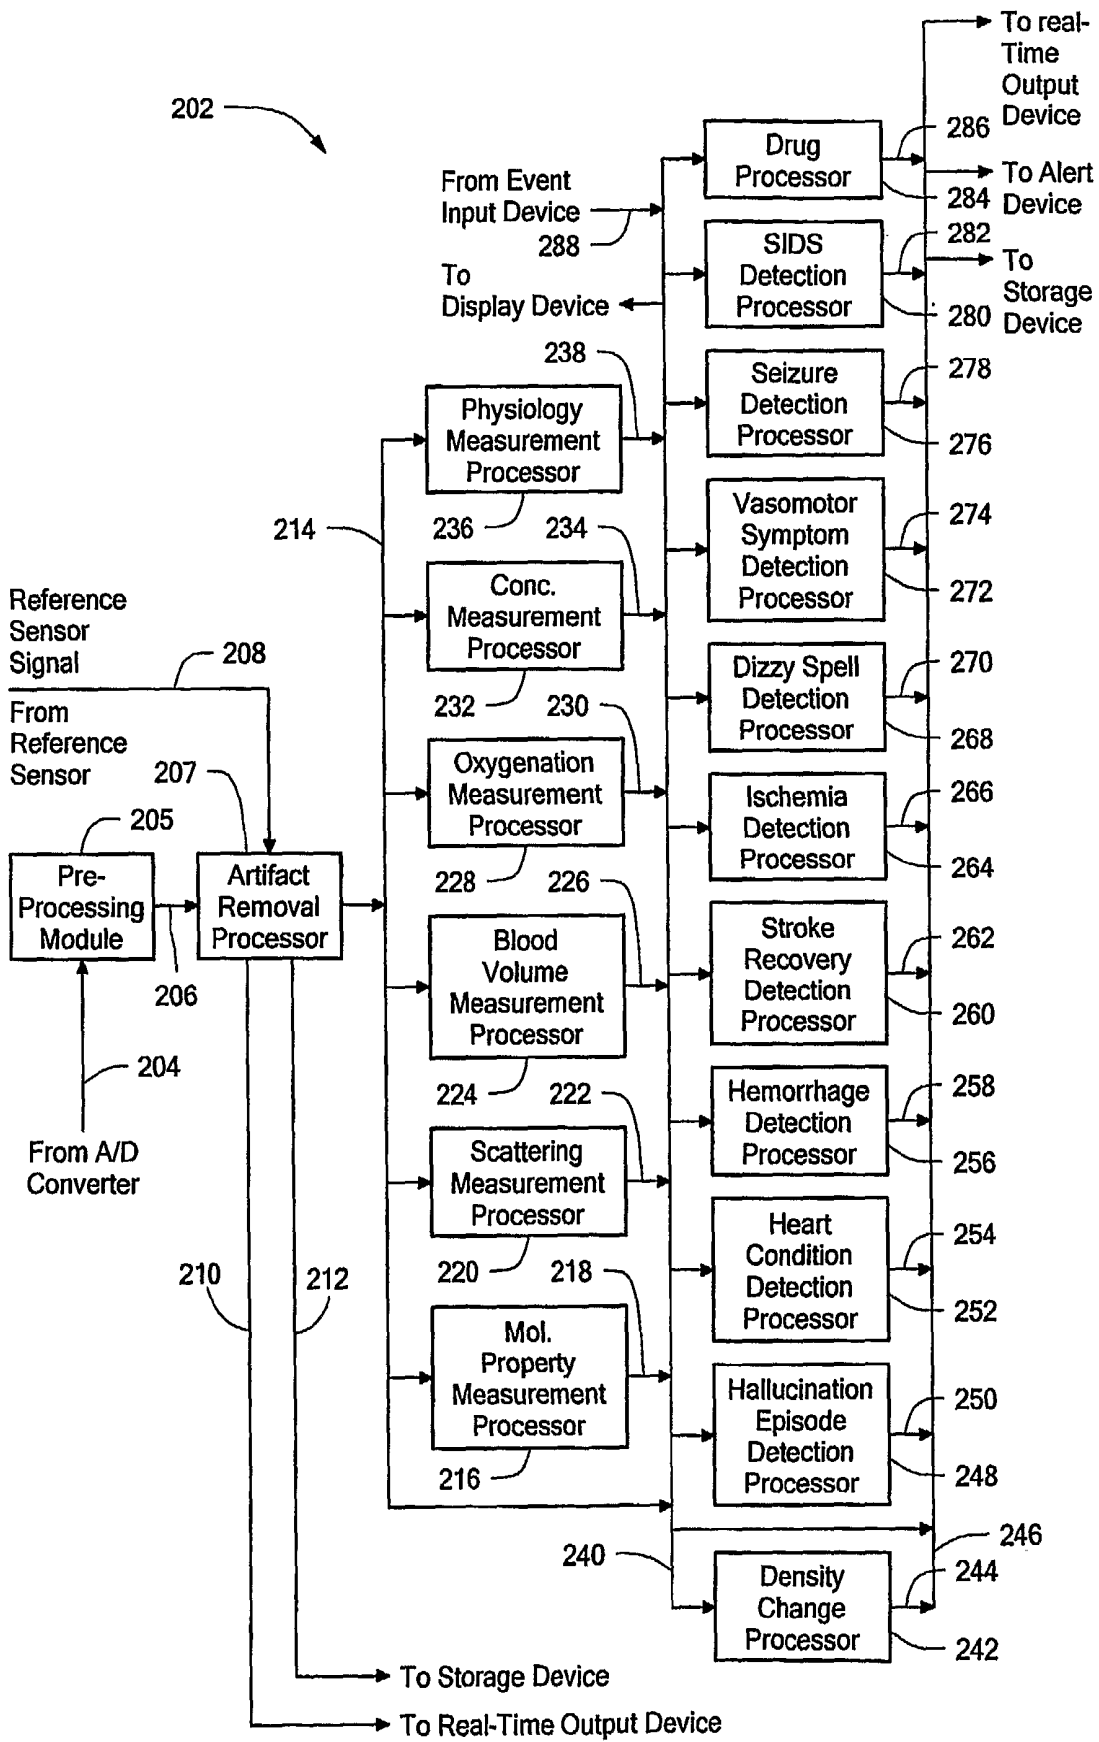 To real-
Time
Output
Device
202
286
Drug
Processor
From Event
Input Device
To Alert
Device
284
288
SIDS
Detection
Processor
282
To
Storage
Device
280
To
Display Device
238
Seizure
Detection
Processor
278
276
Physiology
Measurement
Processor
236
214
234
Vasomotor
Symptom
Detection
Processor
274
272
Conc.
Measurement
Processor
232
Reference
Sensor
Signal
208
From
Reference
Sensor
Dizzy Spell
Detection
Processor
270
268
230
207
Oxygenation
Measurement
Processor
228
Ischemia
Detection
Processor
266
264
205
Pre-
Processing
Module
206
Artifact
Removal
Processor
226
Blood
Volume
Measurement
Processor
224
Stroke
Recovery
Detection
Processor
262
260
204
From A/D
Converter
222
Hemorrhage
Detection
Processor
258
256
Scattering
Measurement
Processor
220
210
212
218
Heart
Condition
Detection
Processor
254
252
Mol.
Property
Measurement
Processor
216
Hallucination
Episode
Detection
Processor
250
248
240
246
Density
Change
Processor
244
242
To Storage Device
To Real-Time Output Device